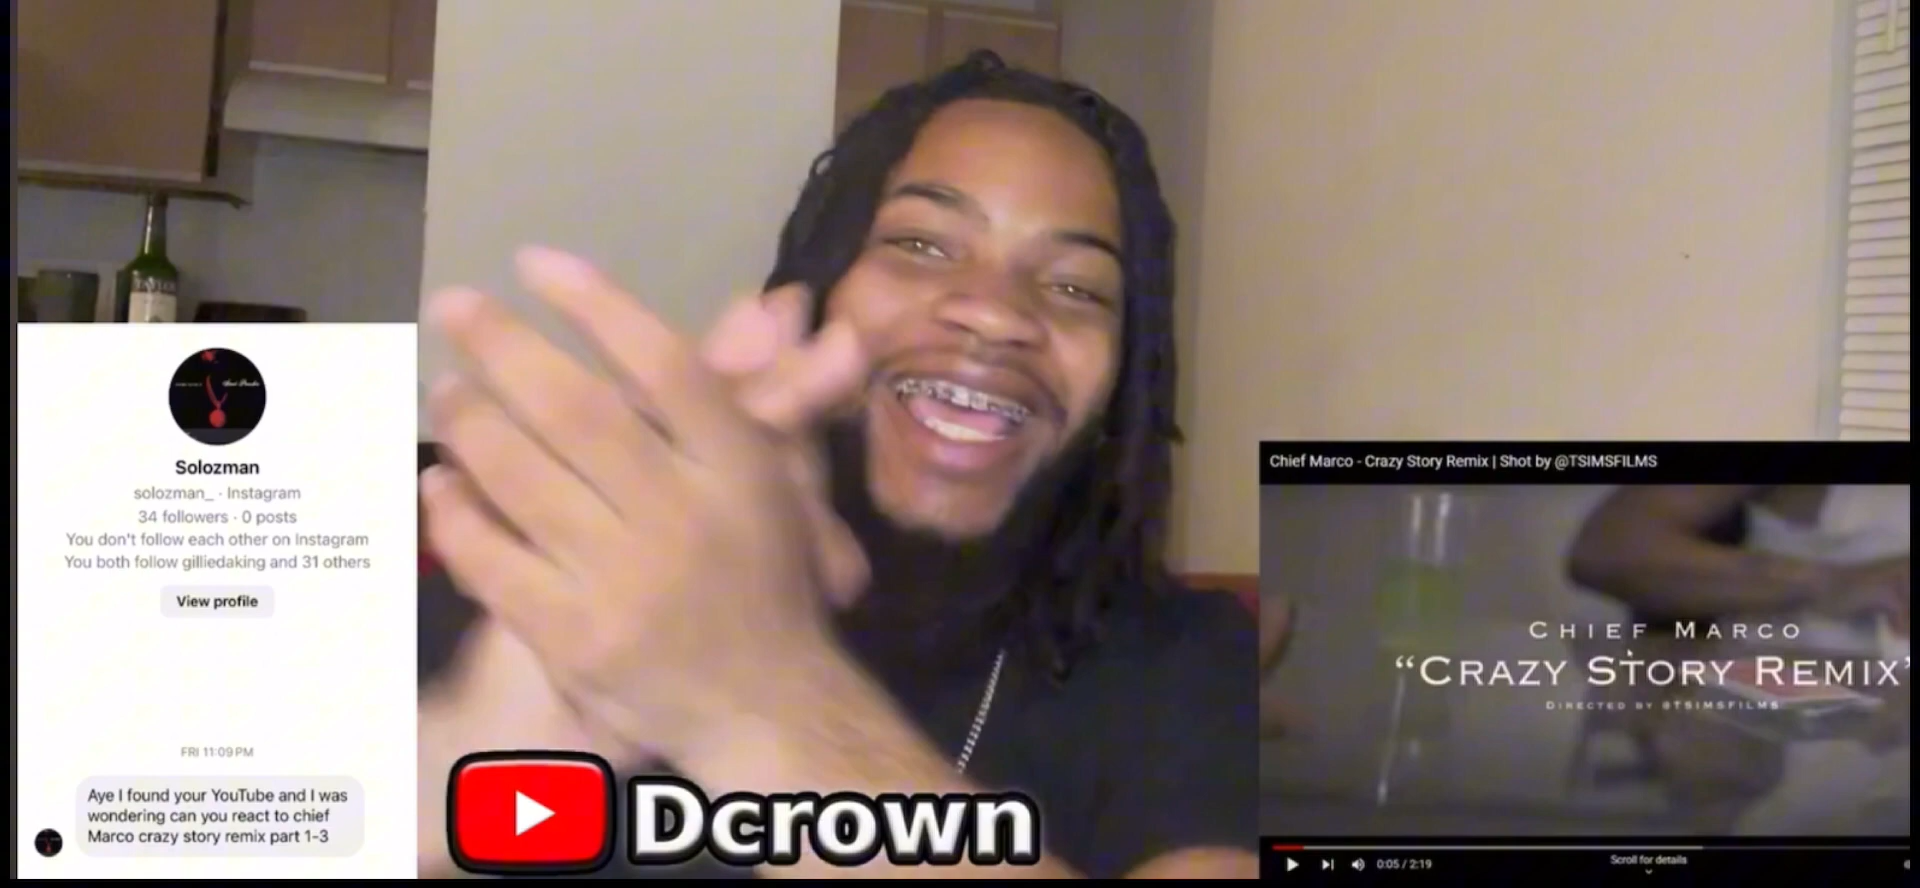 TAYLOR
Solozman
solozman_ · Instagram
34 followers · 0 posts
You don't follow each other on Instagram
You both follow gilliedaking and 31 others
View profile
FRI 11:09 PM
Aye I found your YouTube and I was
wondering can you react to chief
Marco crazy story remix part 1-3
Dcrown
Chief Marco - Crazy Story Remix | Shot by @TSIMSFILMS
CHIEF MARCO
“CRAZY STORY REMIX”
DIRECTED BY @TSIMSFILMS
0:05 / 2:19
Scroll for details